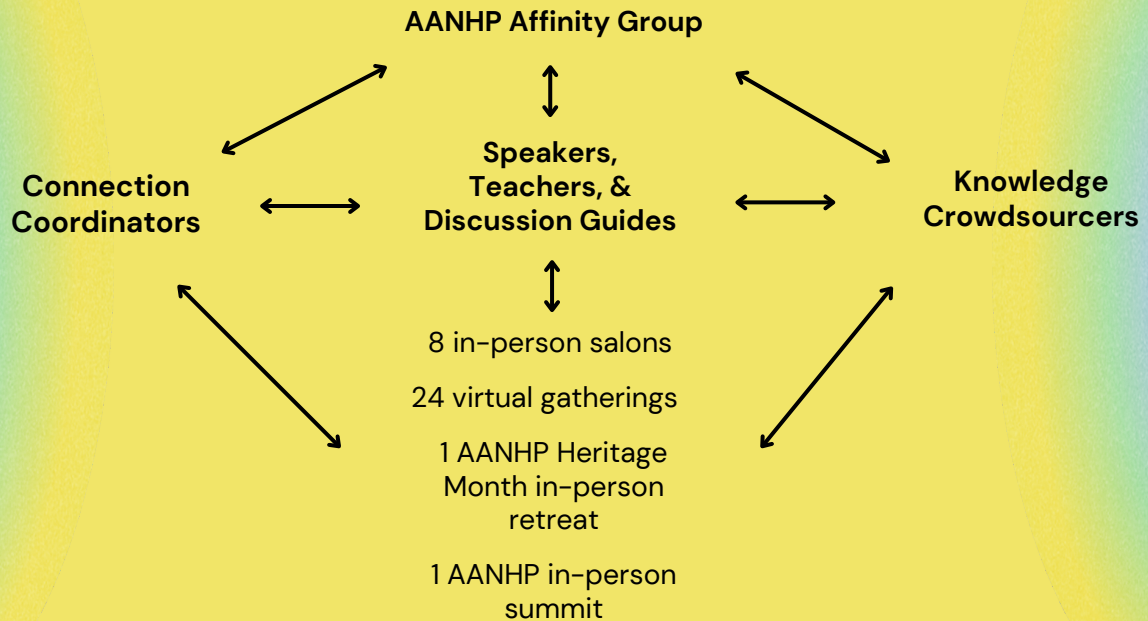 AANHP Affinity Group
Speakers,
Teachers, &
Discussion Guides
Connection
Coordinators
Knowledge
Crowdsourcers
8 in-person salons
24 virtual gatherings
1 AANHP Heritage
Month in-person
retreat
1 AANHP in-person
summit